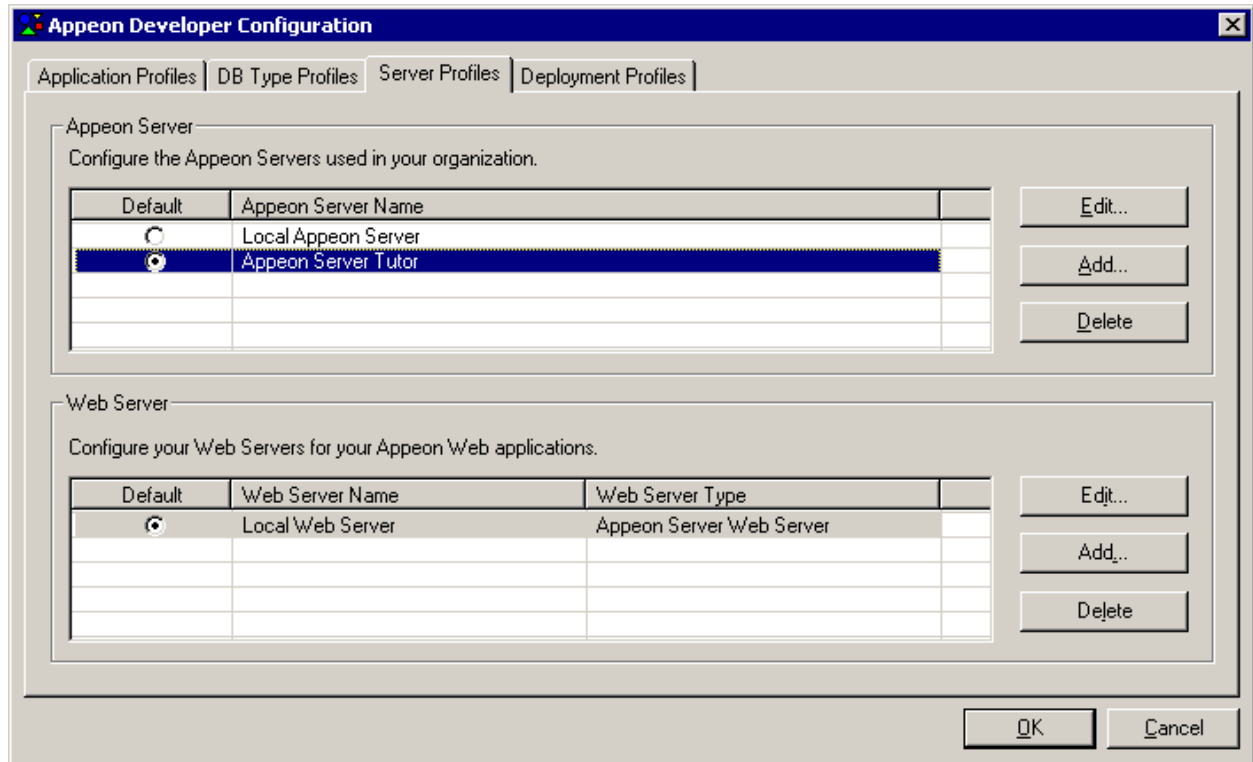 Appeon Developer Configuration
Application Profiles DB Type Profiles Server Profiles Deployment Profiles
Appeon Server
Configure the Appeon Servers used in your organization.
Default Appeon Server Name
Local Appeon Server
Appeon Server Tutor
Edit...
Add...
Delete
Web Server
Configure your Web Servers for your Appeon Web applications.
Default Web Server Name Web Server Type
Local Web Server Appeon Server Web Server
Edit...
Add...
Delete
OK Cancel